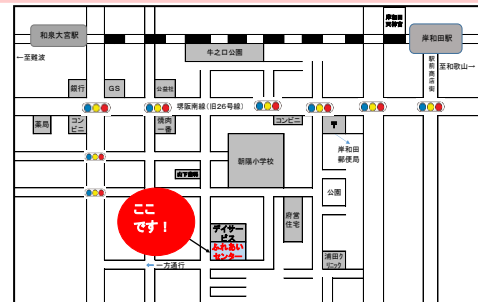 和泉大宮駅
岸和田
天神宮
岸和田駅
←至難波
牛之口公園
駅前商店街
至和歌山→
銀行
GS
公益社
堺阪南線(旧26号線)
薬局
コン
ビニ
焼肉
一番
コンビニ
〒
岸和田
郵便局
朝陽小学校
公園
ここ
です！
府営
住宅
デイサー
ビス
ふれあい
センター
浦田ク
リニック
←一方通行